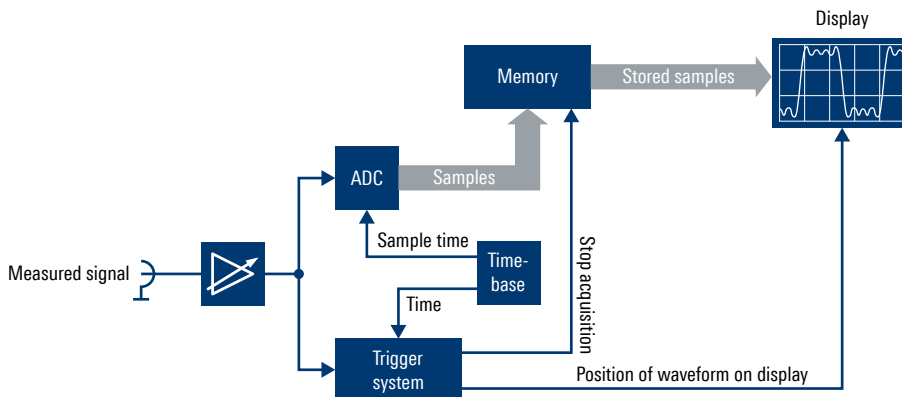 Display
Memory
Stored samples
ADC
Samples
Sample time
Measured signal
Time-
base
Time
Stop acquisition
Trigger
system
Position of waveform on display